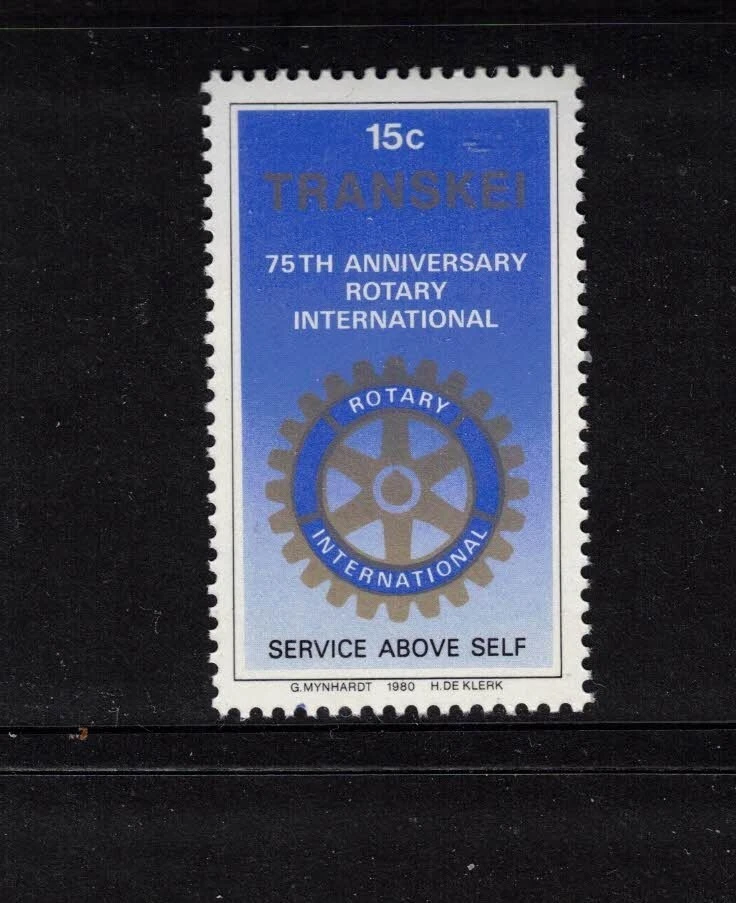 15c
TRANSKEI
75TH ANNIVERSARY
ROTARY
INTERNATIONAL
ROTARY
INTERNATIONAL
SERVICE ABOVE SELF
G.MYNHARDT 1980 H.DE KLERK